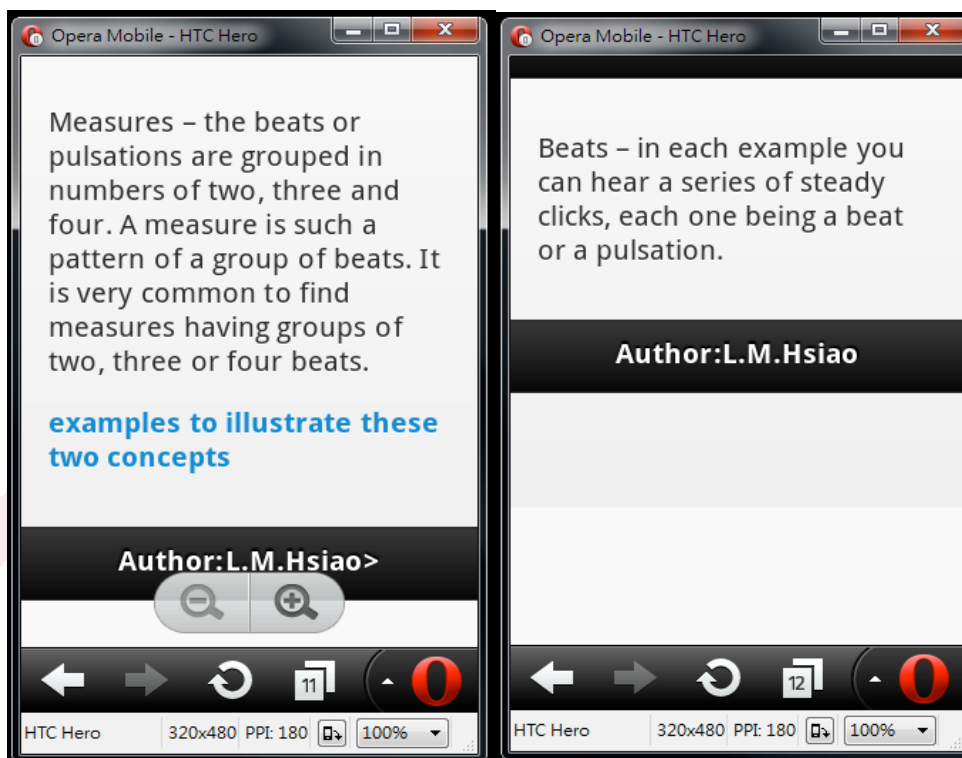 Opera Mobile - HTC Hero
Measures – the beats or
pulsations are grouped in
numbers of two, three and
four. A measure is such a
pattern of a group of beats. It
is very common to find
measures having groups of
two, three or four beats.
examples to illustrate these
two concepts
Author:L.M.Hsiao>
11
HTC Hero
320x480
PPI: 180
100%
Opera Mobile - HTC Hero
Beats – in each example you
can hear a series of steady
clicks, each one being a beat
or a pulsation.
Author:L.M.Hsiao
12
HTC Hero
320x480
PPI: 180
100%